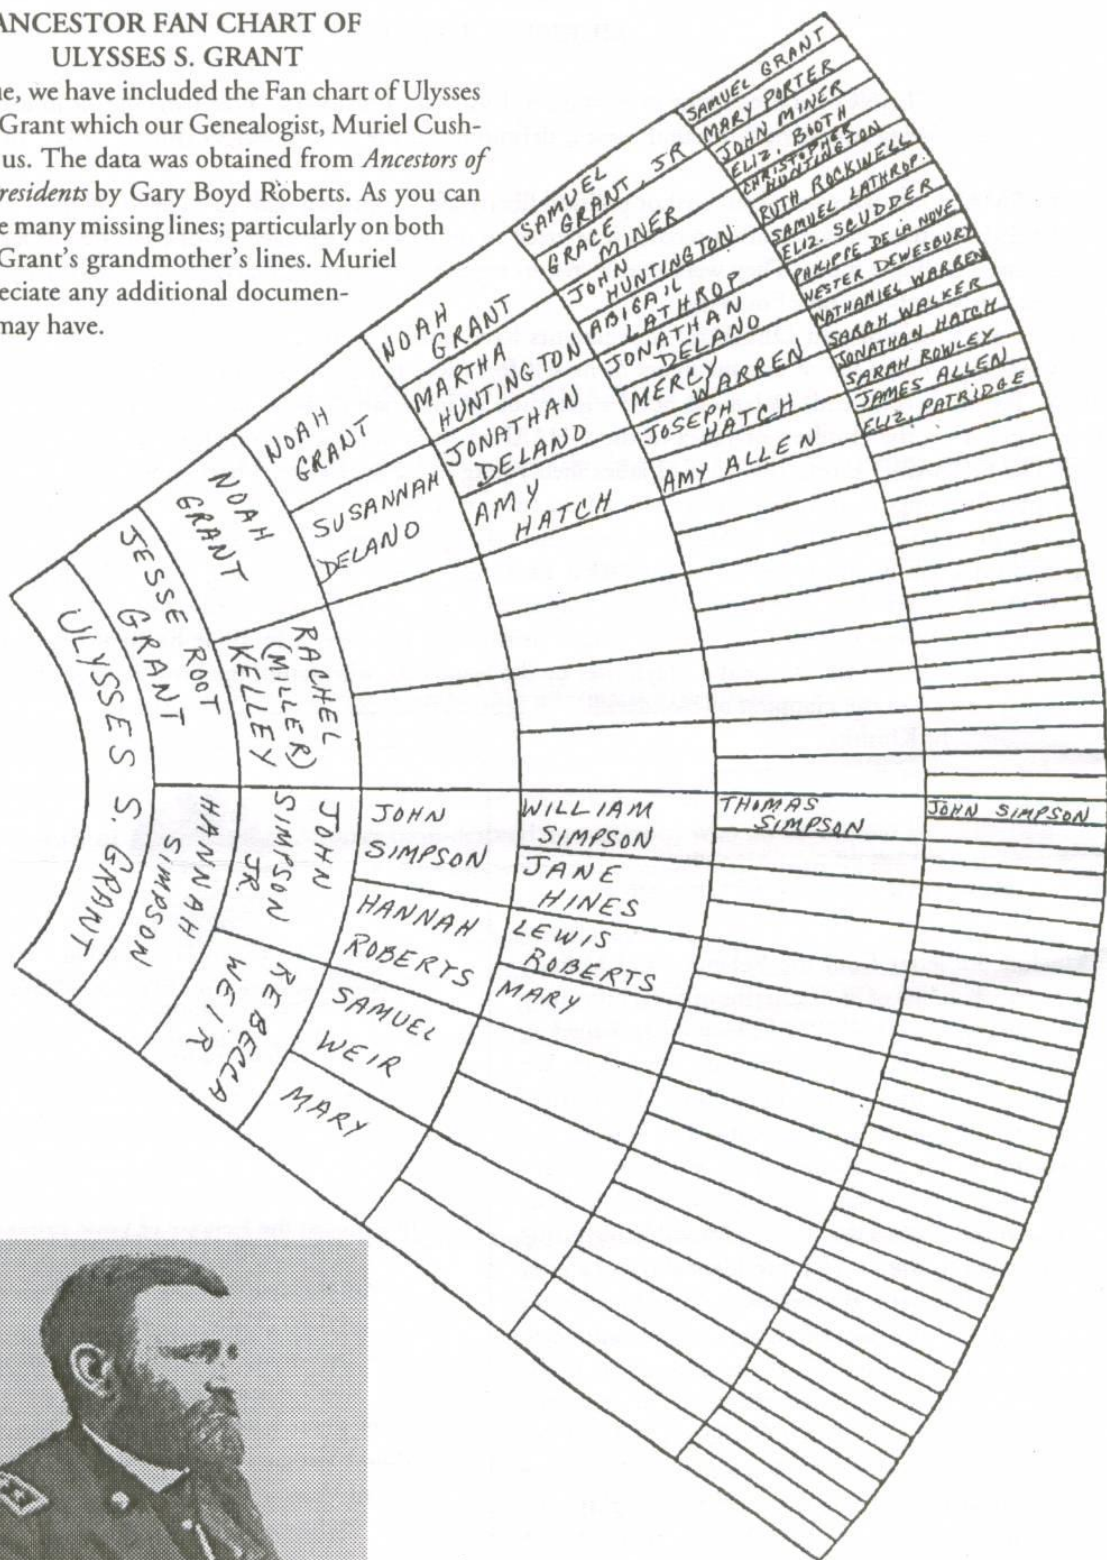 ANCESTOR FAN CHART OF
ULYSSES S. GRANT
ue, we have included the Fan chart of Ulysses
Grant which our Genealogist, Muriel Cush-
us. The data was obtained from Ancestors of
residents by Gary Boyd Roberts. As you can
e many missing lines; particularly on both
Grant's grandmother's lines. Muriel
eciate any additional documen-
may have.
ULYSSES S. GRANT
JESSE ROOT
GRANT
HANNAH
SIMPSON
NOAH
GRANT
RACHEL
(MILLER)
KELLEY
JOHN
SIMPSON
JR.
REBECCA
WEIR
NOAH
GRANT
SUSANNAH
DELANO
JOHN
SIMPSON
HANNAH
ROBERTS
SAMUEL
WEIR
MARY
NOAH
GRANT
MARTHA
HUNTINGTON
JONATHAN
DELANO
AMY
HATCH
WILLIAM
SIMPSON
JANE
HINES
LEWIS
ROBERTS
MARY
SAMUEL
GRANT, JR
GRACE
MINER
JOHN
HUNTINGTON
ABIGAIL
LATHROP
JONATHAN
DELANO
MERCY
WARREN
JOSEPH
HATCH
AMY ALLEN
THOMAS
SIMPSON
SAMUEL GRANT
MARY PORTER
JOHN MINER
ELIZ. BOOTH
CHRISTOPHER
HUNTINGTON
RUTH ROCKWELL
SAMUEL LATHROP.
ELIZ. SCUDDER
PHILIPPE DE LA NOYE
HESTER DEWESBURY
NATHANIEL WARREN
SARAH WALKER
JONATHAN HATCH
SARAH ROWLEY
JAMES ALLEN
ELIZ. PATRIDGE
JOHN SIMPSON